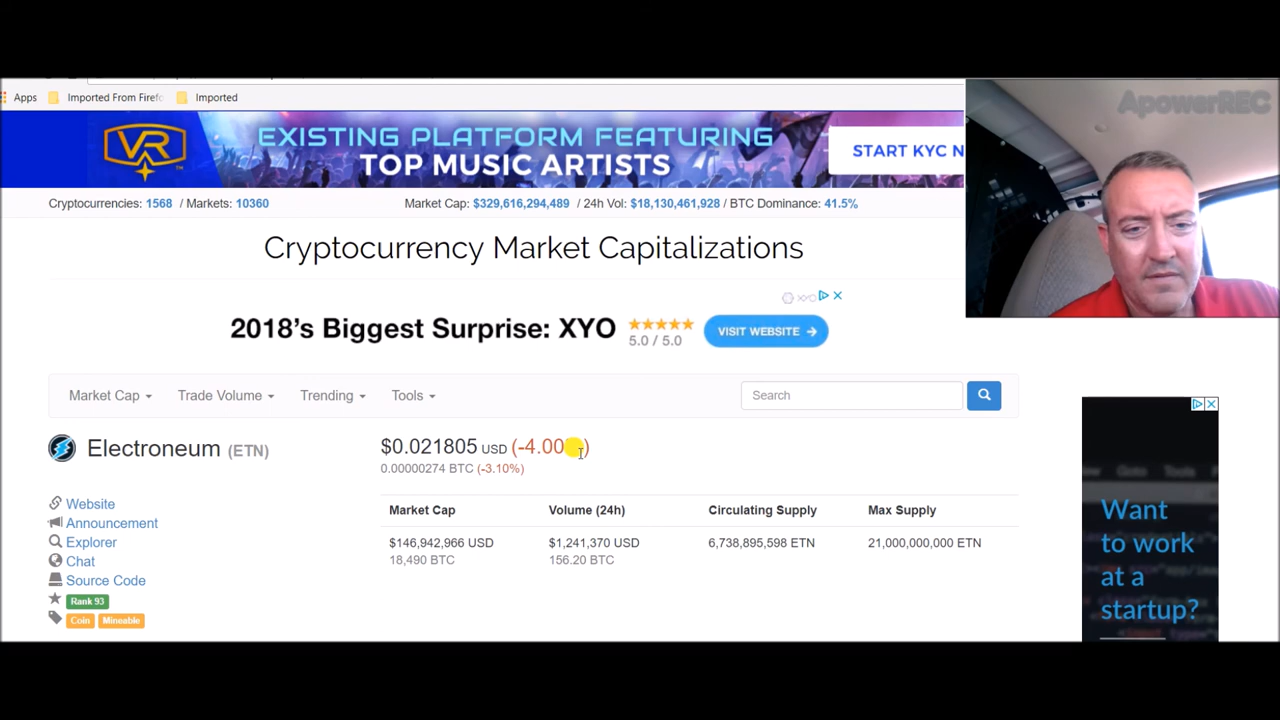 ApowerREC
Apps Imported From Firefo Imported
VR EXISTING PLATFORM FEATURING
TOP MUSIC ARTISTS
START KYC N
Cryptocurrencies: 1568 / Markets: 10360 Market Cap: $329,616,294,489 / 24h Vol: $18,130,461,928 / BTC Dominance: 41.5%
Cryptocurrency Market Capitalizations
XYO
2018's Biggest Surprise: XYO 5.0 / 5.0 VISIT WEBSITE
Market Cap Trade Volume Trending Tools Search
Electroneum (ETN) $0.021805 USD (-4.00 )
0.00000274 BTC (-3.10%)
Website
Announcement
Explorer
Chat
Source Code
Rank 93
Coin Mineable
Market Cap Volume (24h) Circulating Supply Max Supply
$146,942,966 USD $1,241,370 USD 6,738,895,598 ETN 21,000,000,000 ETN
18,490 BTC 156.20 BTC
Want
to work
at a
startup?